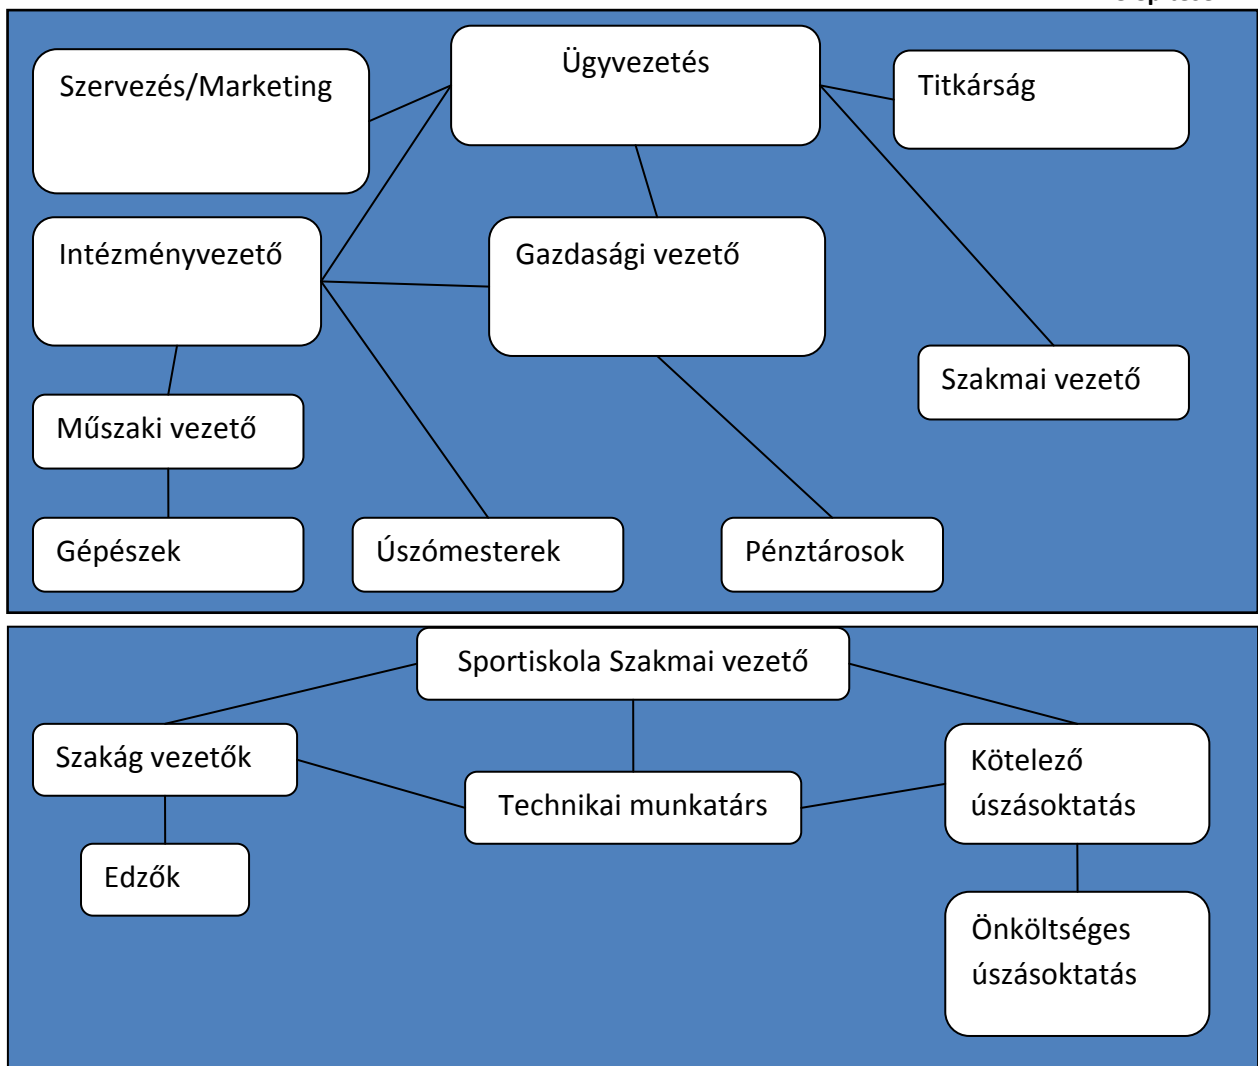 Ügyvezetés
Szervezés/Marketing
Titkárság
Intézményvezető
Gazdasági vezető
Szakmai vezető
Műszaki vezető
Gépészek
Úszómesterek
Pénztárosok
Sportiskola Szakmai vezető
Szakág vezetők
Technikai munkatárs
Kötelező
úszásoktatás
Edzők
Önköltséges
úszásoktatás